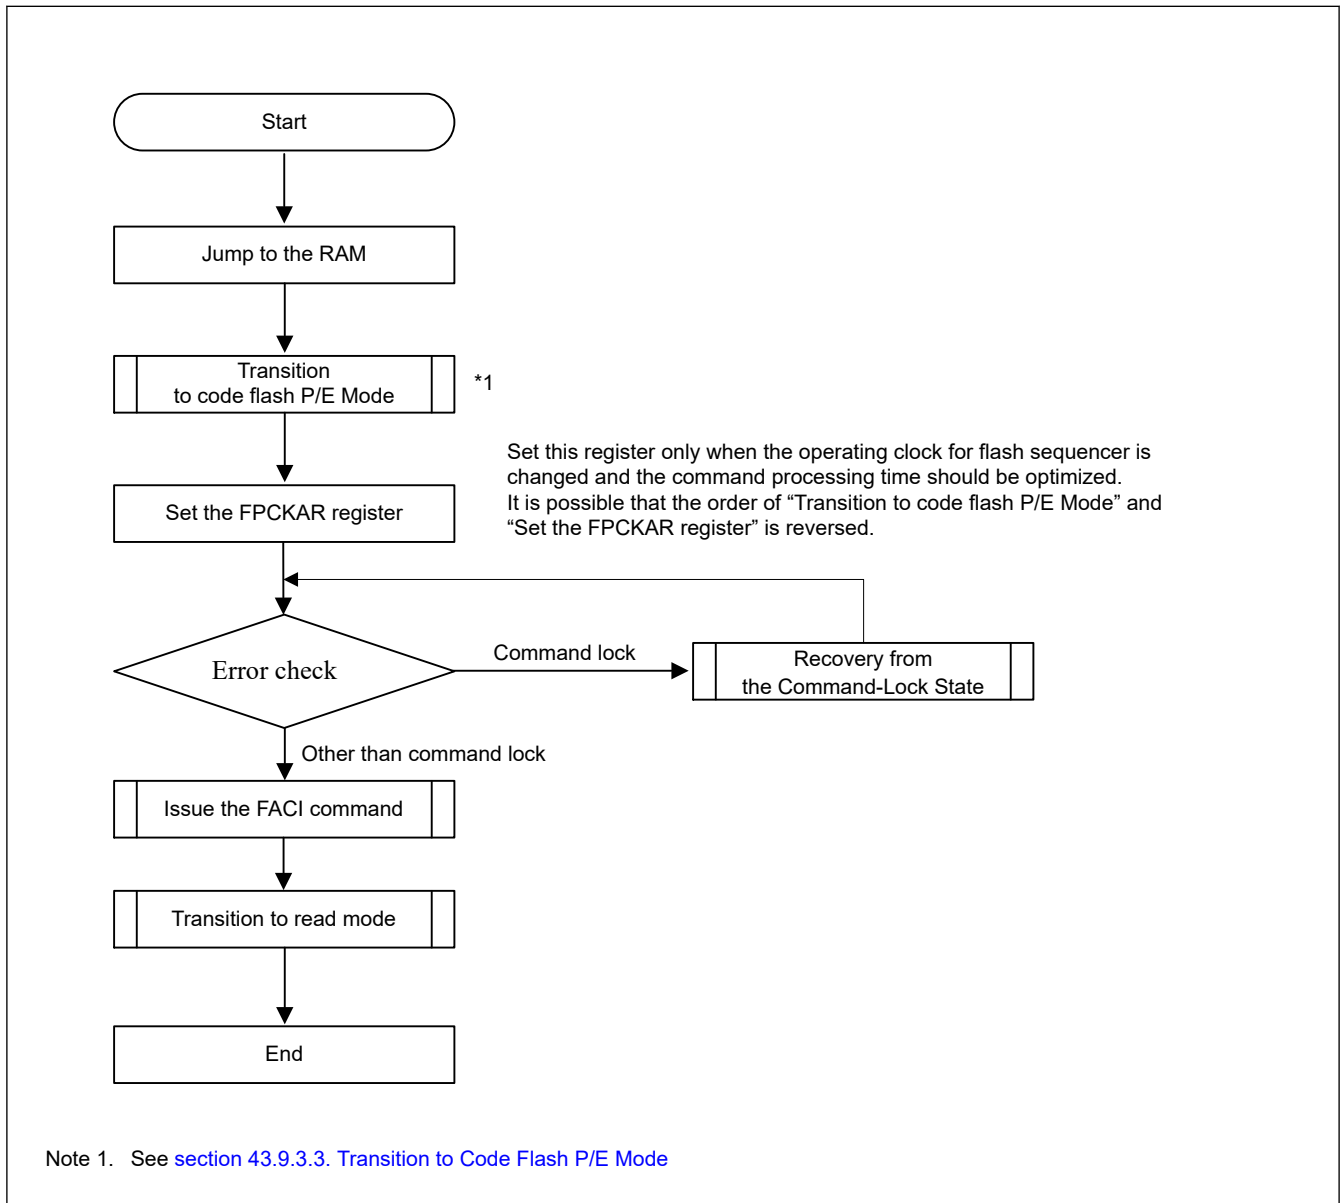 Start
Jump to the RAM
Transition
to code flash P/E Mode
*1
Set this register only when the operating clock for flash sequencer is
changed and the command processing time should be optimized.
It is possible that the order of “Transition to code flash P/E Mode” and
“Set the FPCKAR register” is reversed.
Set the FPCKAR register
Error check
Command lock
Recovery from
the Command-Lock State
Other than command lock
Issue the FACI command
Transition to read mode
End
Note 1. See section 43.9.3.3. Transition to Code Flash P/E Mode